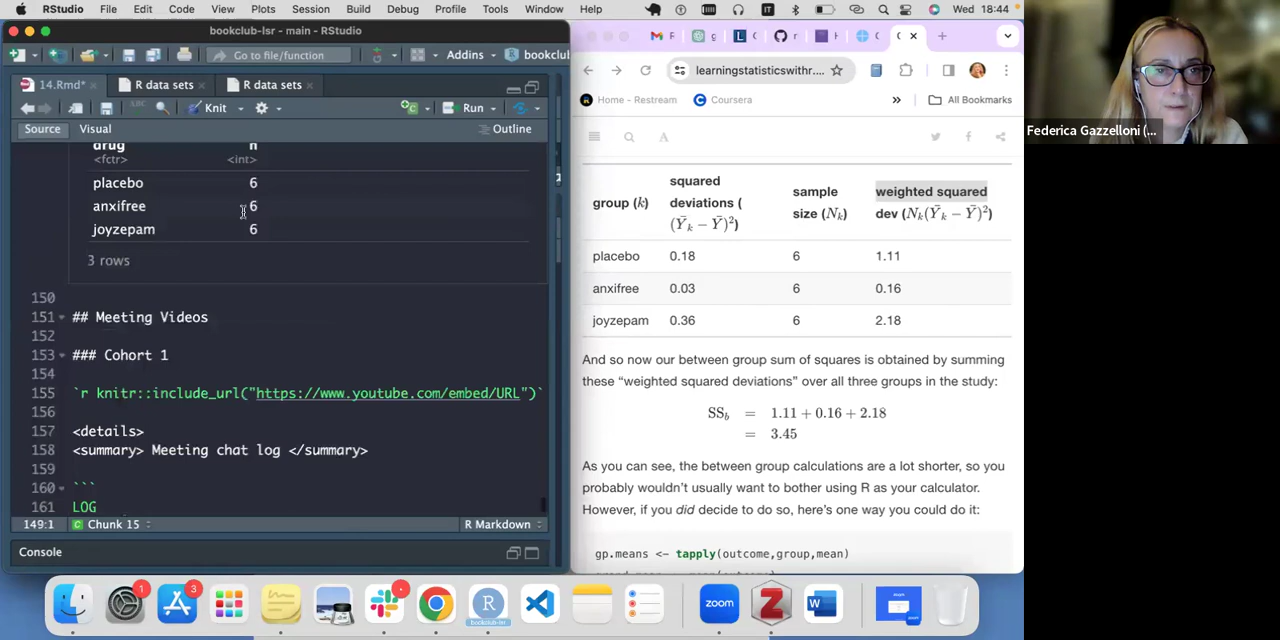 RStudio File Edit Code View Plots Session Build Debug Profile Tools Window Help Wed 18:44
bookclub-lsr - main - RStudio
Go to file/function Addins bookclu
14.Rmd* R data sets R data sets
Knit Run
Source Visual Outline
drug n
<fctr> <int>
placebo 6
anxifree 6
joyzepam 6
3 rows
150
151 ## Meeting Videos
152
153 ### Cohort 1
154
155 `r knitr::include_url("https://www.youtube.com/embed/URL")`
156
157 <details>
158 <summary> Meeting chat log </summary>
159
160 ```
161 LOG
149:1 Chunk 15 R Markdown
Console
learningstatisticswithr....
Home - Restream Coursera » All Bookmarks
group (k) squared deviations ( (Ȳk − Ȳ)²) sample size (Nk) weighted squared dev (Nk(Ȳk − Ȳ)²)
placebo 0.18 6 1.11
anxifree 0.03 6 0.16
joyzepam 0.36 6 2.18
And so now our between group sum of squares is obtained by summing
these “weighted squared deviations” over all three groups in the study:
SSb = 1.11 + 0.16 + 2.18
= 3.45
As you can see, the between group calculations are a lot shorter, so you
probably wouldn’t usually want to bother using R as your calculator.
However, if you did decide to do so, here’s one way you could do it:
gp.means <- tapply(outcome,group,mean)
Federica Gazzelloni (...
1
3
zoom